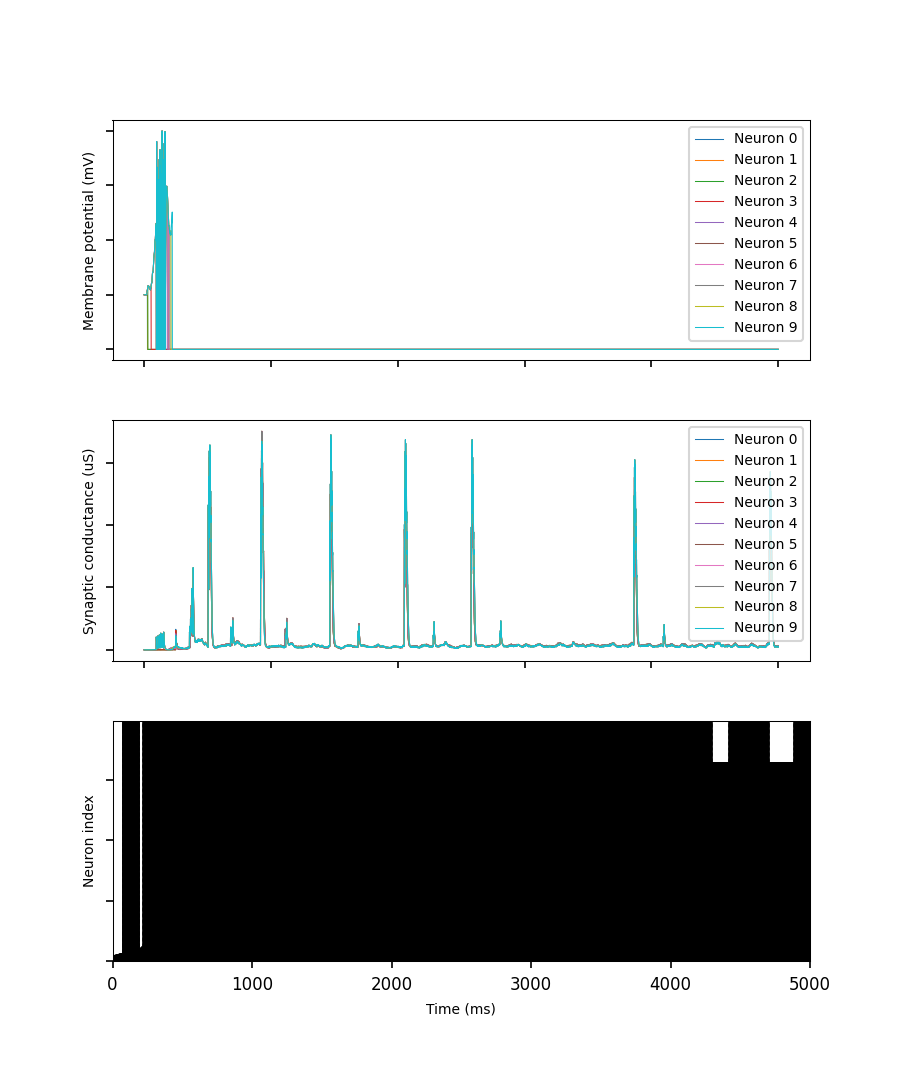 Membrane potential (mV)
Neuron 0
Neuron 1
Neuron 2
Neuron 3
Neuron 4
Neuron 5
Neuron 6
Neuron 7
Neuron 8
Neuron 9
Synaptic conductance (uS)
Neuron 0
Neuron 1
Neuron 2
Neuron 3
Neuron 4
Neuron 5
Neuron 6
Neuron 7
Neuron 8
Neuron 9
Neuron index
0 1000 2000 3000 4000 5000
Time (ms)